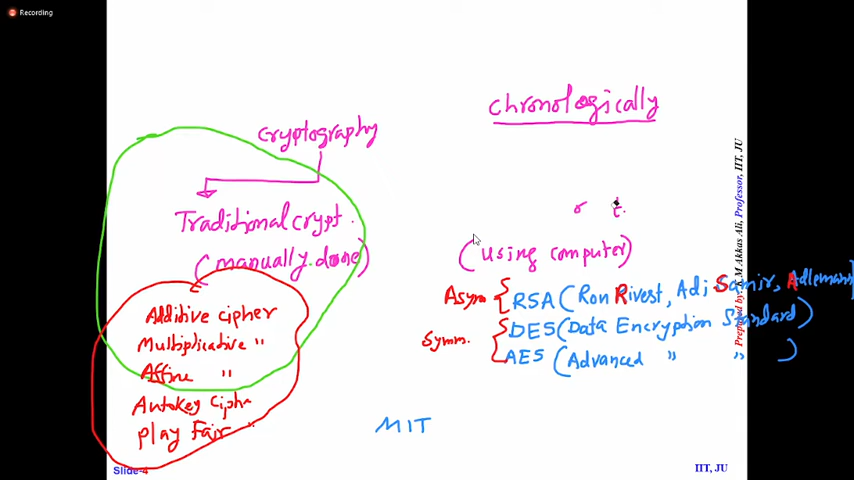 Recording
chronologically
cryptography
Traditional crypt.
(manually done)
r t.
(using computer)
Additive cipher
Multiplicative "
Affine "
Autokey Ciphe
Play Fair "
Asym.
RSA (Ron Rivest, Adi Samir, Adlemann)
Symm.
DES (Data Encryption Standard)
AES (Advanced " " )
MIT
Slide-4
IIT, JU
Prepared by: K M Akkas Ali, Professor, IIT, JU